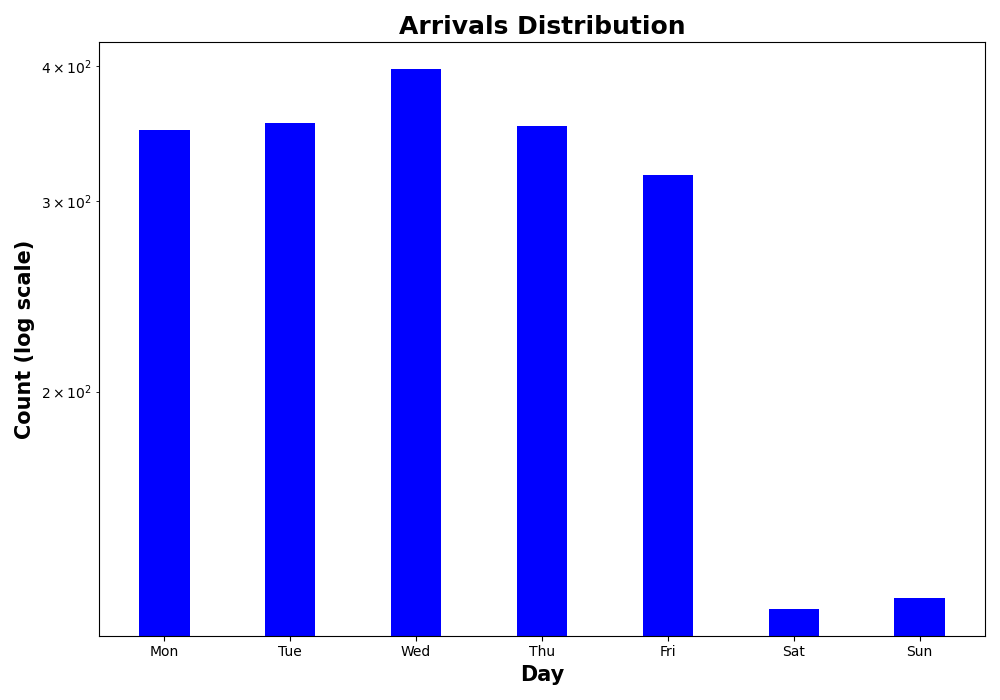 Arrivals Distribution
Count (log scale)
4 × 10²
3 × 10²
2 × 10²
Mon Tue Wed Thu Fri Sat Sun
Day